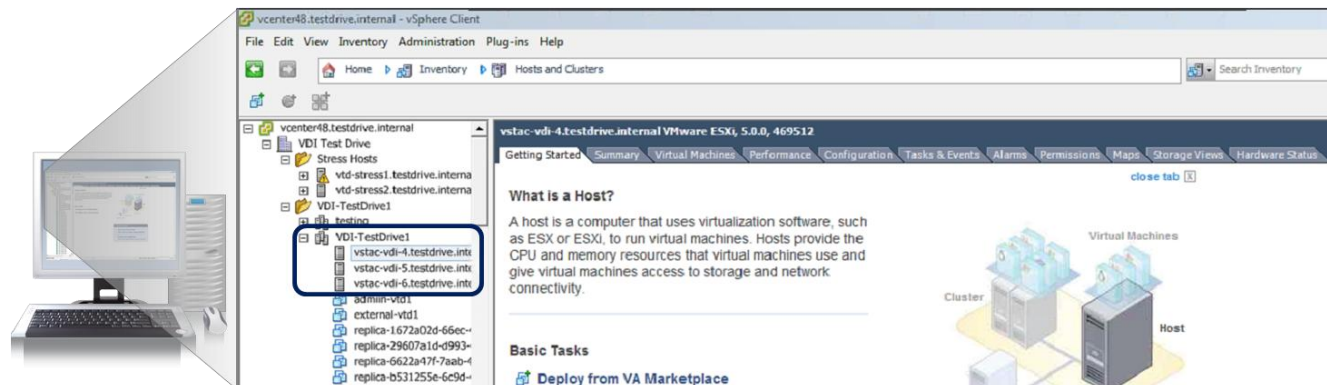 vcenter48.testdrive.internal - vSphere Client
File Edit View Inventory Administration Plug-ins Help
Home Inventory Hosts and Clusters
Search Inventory
vcenter48.testdrive.internal
VDI Test Drive
Stress Hosts
vtd-stress1.testdrive.interna
vtd-stress2.testdrive.interna
VDI-TestDrive1
testing
VDI-TestDrive1
vstac-vdi-4.testdrive.inte
vstac-vdi-5.testdrive.inte
vstac-vdi-6.testdrive.inte
admin-vtd1
external-vtd1
replica-1672a02d-66ec-
replica-29607a1d-d993-
replica-6622a47f-7aab-4
replica-b531255e-6c9d-
vstac-vdi-4.testdrive.internal VMware ESXi, 5.0.0, 469512
Getting Started Summary Virtual Machines Performance Configuration Tasks & Events Alarms Permissions Maps Storage Views Hardware Status
close tab
What is a Host?
A host is a computer that uses virtualization software, such
as ESX or ESXi, to run virtual machines. Hosts provide the
CPU and memory resources that virtual machines use and
give virtual machines access to storage and network
connectivity.
Basic Tasks
Deploy from VA Marketplace
Virtual Machines
Cluster
Host